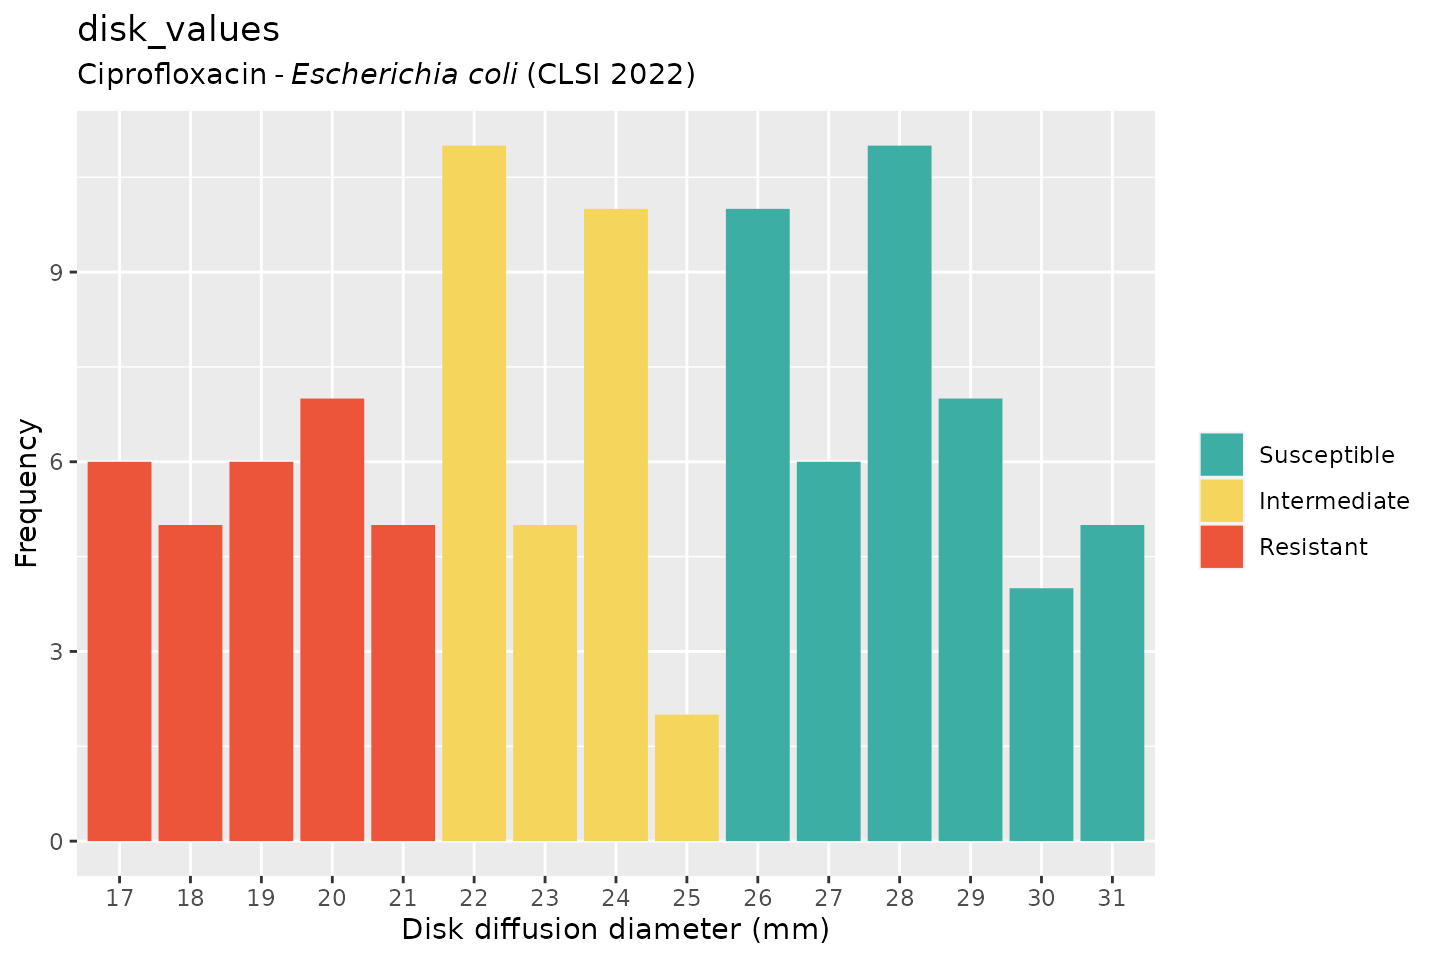 disk_values
Ciprofloxacin - Escherichia coli (CLSI 2022)
Frequency
9
6
3
0
17 18 19 20 21 22 23 24 25 26 27 28 29 30 31
Disk diffusion diameter (mm)
Susceptible
Intermediate
Resistant